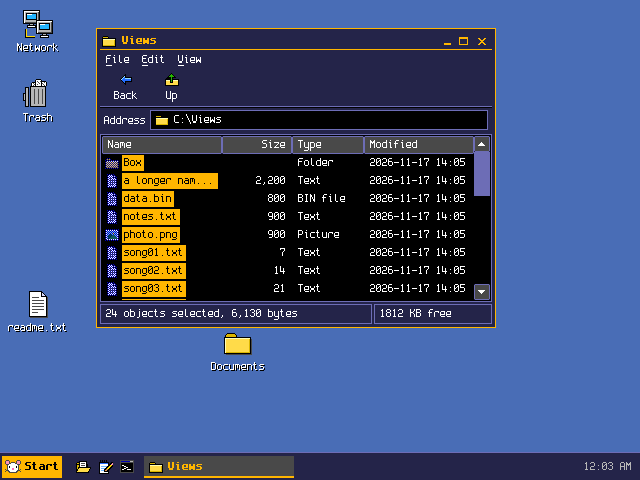 Network
Trash
readme.txt
Documents
Views
File Edit View
Back Up
Address C:\Views
Name Size Type Modified
Box Folder 2026-11-17 14:05
a longer nam... 2,200 Text 2026-11-17 14:05
data.bin 800 BIN file 2026-11-17 14:05
notes.txt 900 Text 2026-11-17 14:05
photo.png 900 Picture 2026-11-17 14:05
song01.txt 7 Text 2026-11-17 14:05
song02.txt 14 Text 2026-11-17 14:05
song03.txt 21 Text 2026-11-17 14:05
24 objects selected, 6,130 bytes 1812 KB free
Start Views 12:03 AM